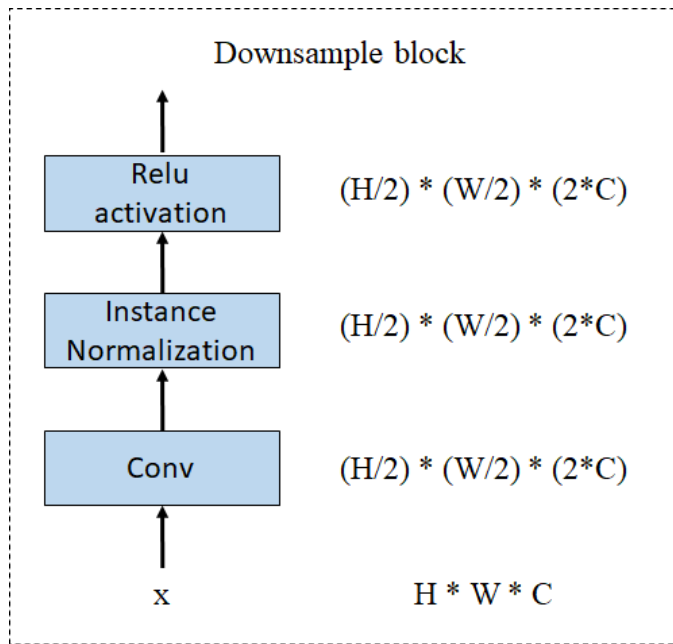 Downsample block
Relu
activation
(H/2) * (W/2) * (2*C)
Instance
Normalization
(H/2) * (W/2) * (2*C)
Conv
(H/2) * (W/2) * (2*C)
x
H * W * C